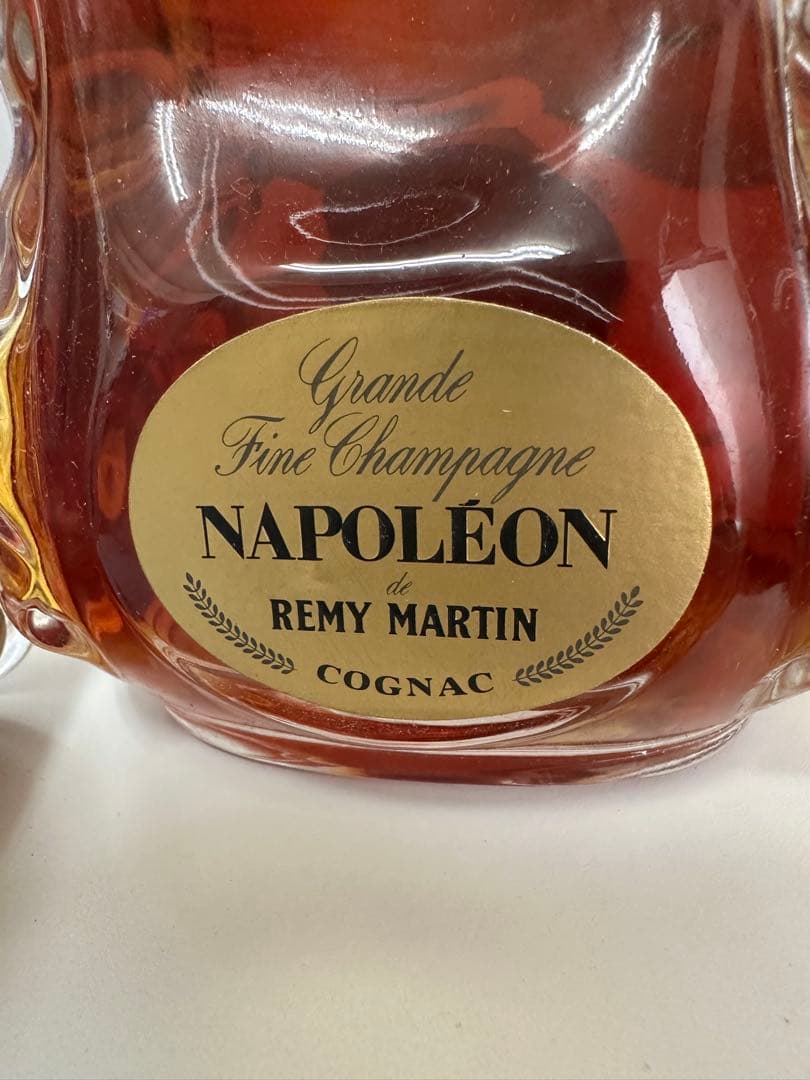 Grande
Fine Champagne
NAPOLÉON
de
REMY MARTIN
COGNAC